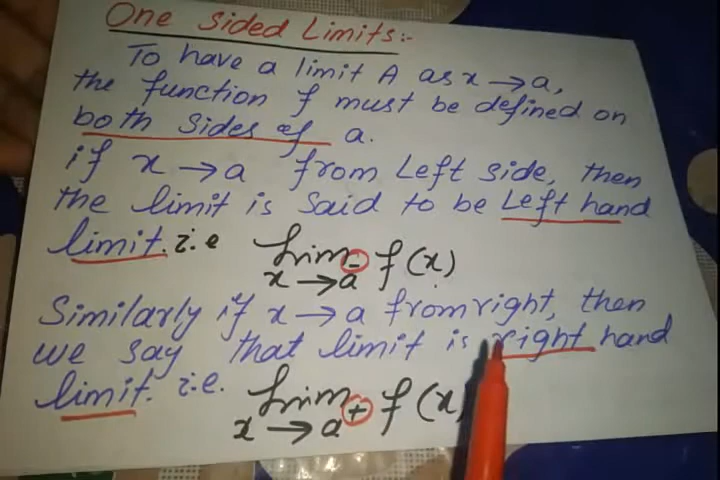 One Sided Limits:-
To have a limit A as x → a,
the function f must be defined on
both sides of a.
if x → a from Left side, then
the limit is said to be Left hand
limit. i.e lim x → a⁻ f(x)
Similarly if x → a from right, then
we say that limit is right hand
limit. i.e. lim x → a⁺ f(x